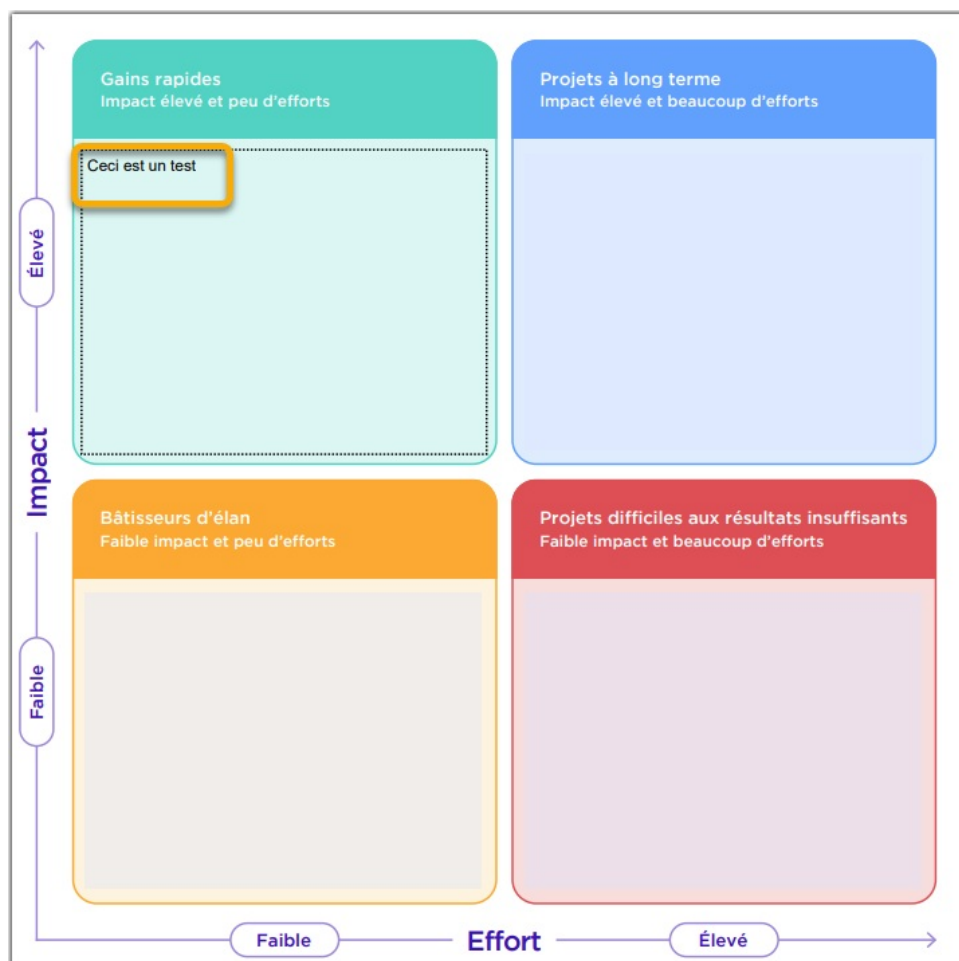 Gains rapides
Impact élevé et peu d'efforts
Ceci est un test
Projets à long terme
Impact élevé et beaucoup d'efforts
Élevé
Impact
Faible
Bâtisseurs d'élan
Faible impact et peu d'efforts
Projets difficiles aux résultats insuffisants
Faible impact et beaucoup d'efforts
Faible
Effort
Élevé